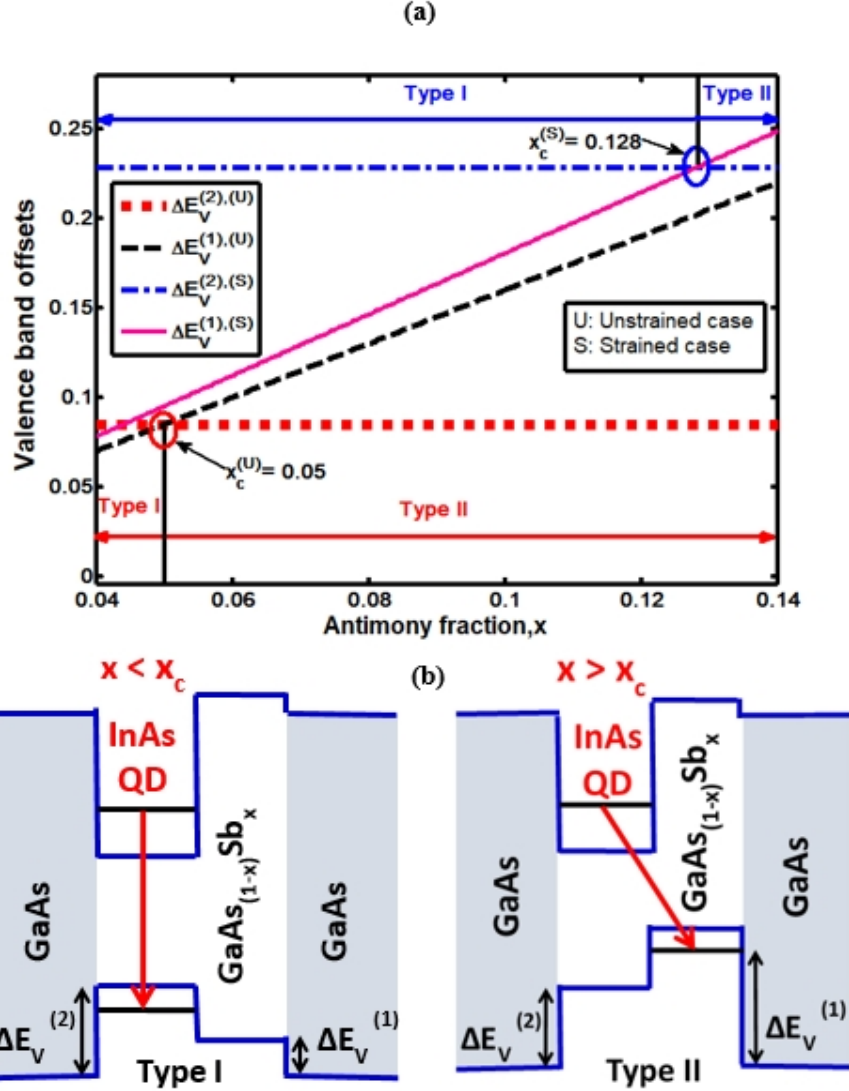 (a)
Type I
Type II
0.25
x_c^(S) = 0.128
0.2
ΔE_V^(2),(U)
ΔE_V^(1),(U)
ΔE_V^(2),(S)
ΔE_V^(1),(S)
Valence band offsets
0.15
U: Unstrained case
S: Strained case
0.1
x_c^(U) = 0.05
0.05
Type I
Type II
0
0.04
0.06
0.08
0.1
0.12
0.14
Antimony fraction,x
(b)
x < x_c
InAs
QD
GaAs
GaAs_(1-x)Sb_x
GaAs
ΔE_V^(2)
ΔE_V^(1)
Type I
x > x_c
InAs
QD
GaAs
GaAs_(1-x)Sb_x
GaAs
ΔE_V^(2)
ΔE_V^(1)
Type II